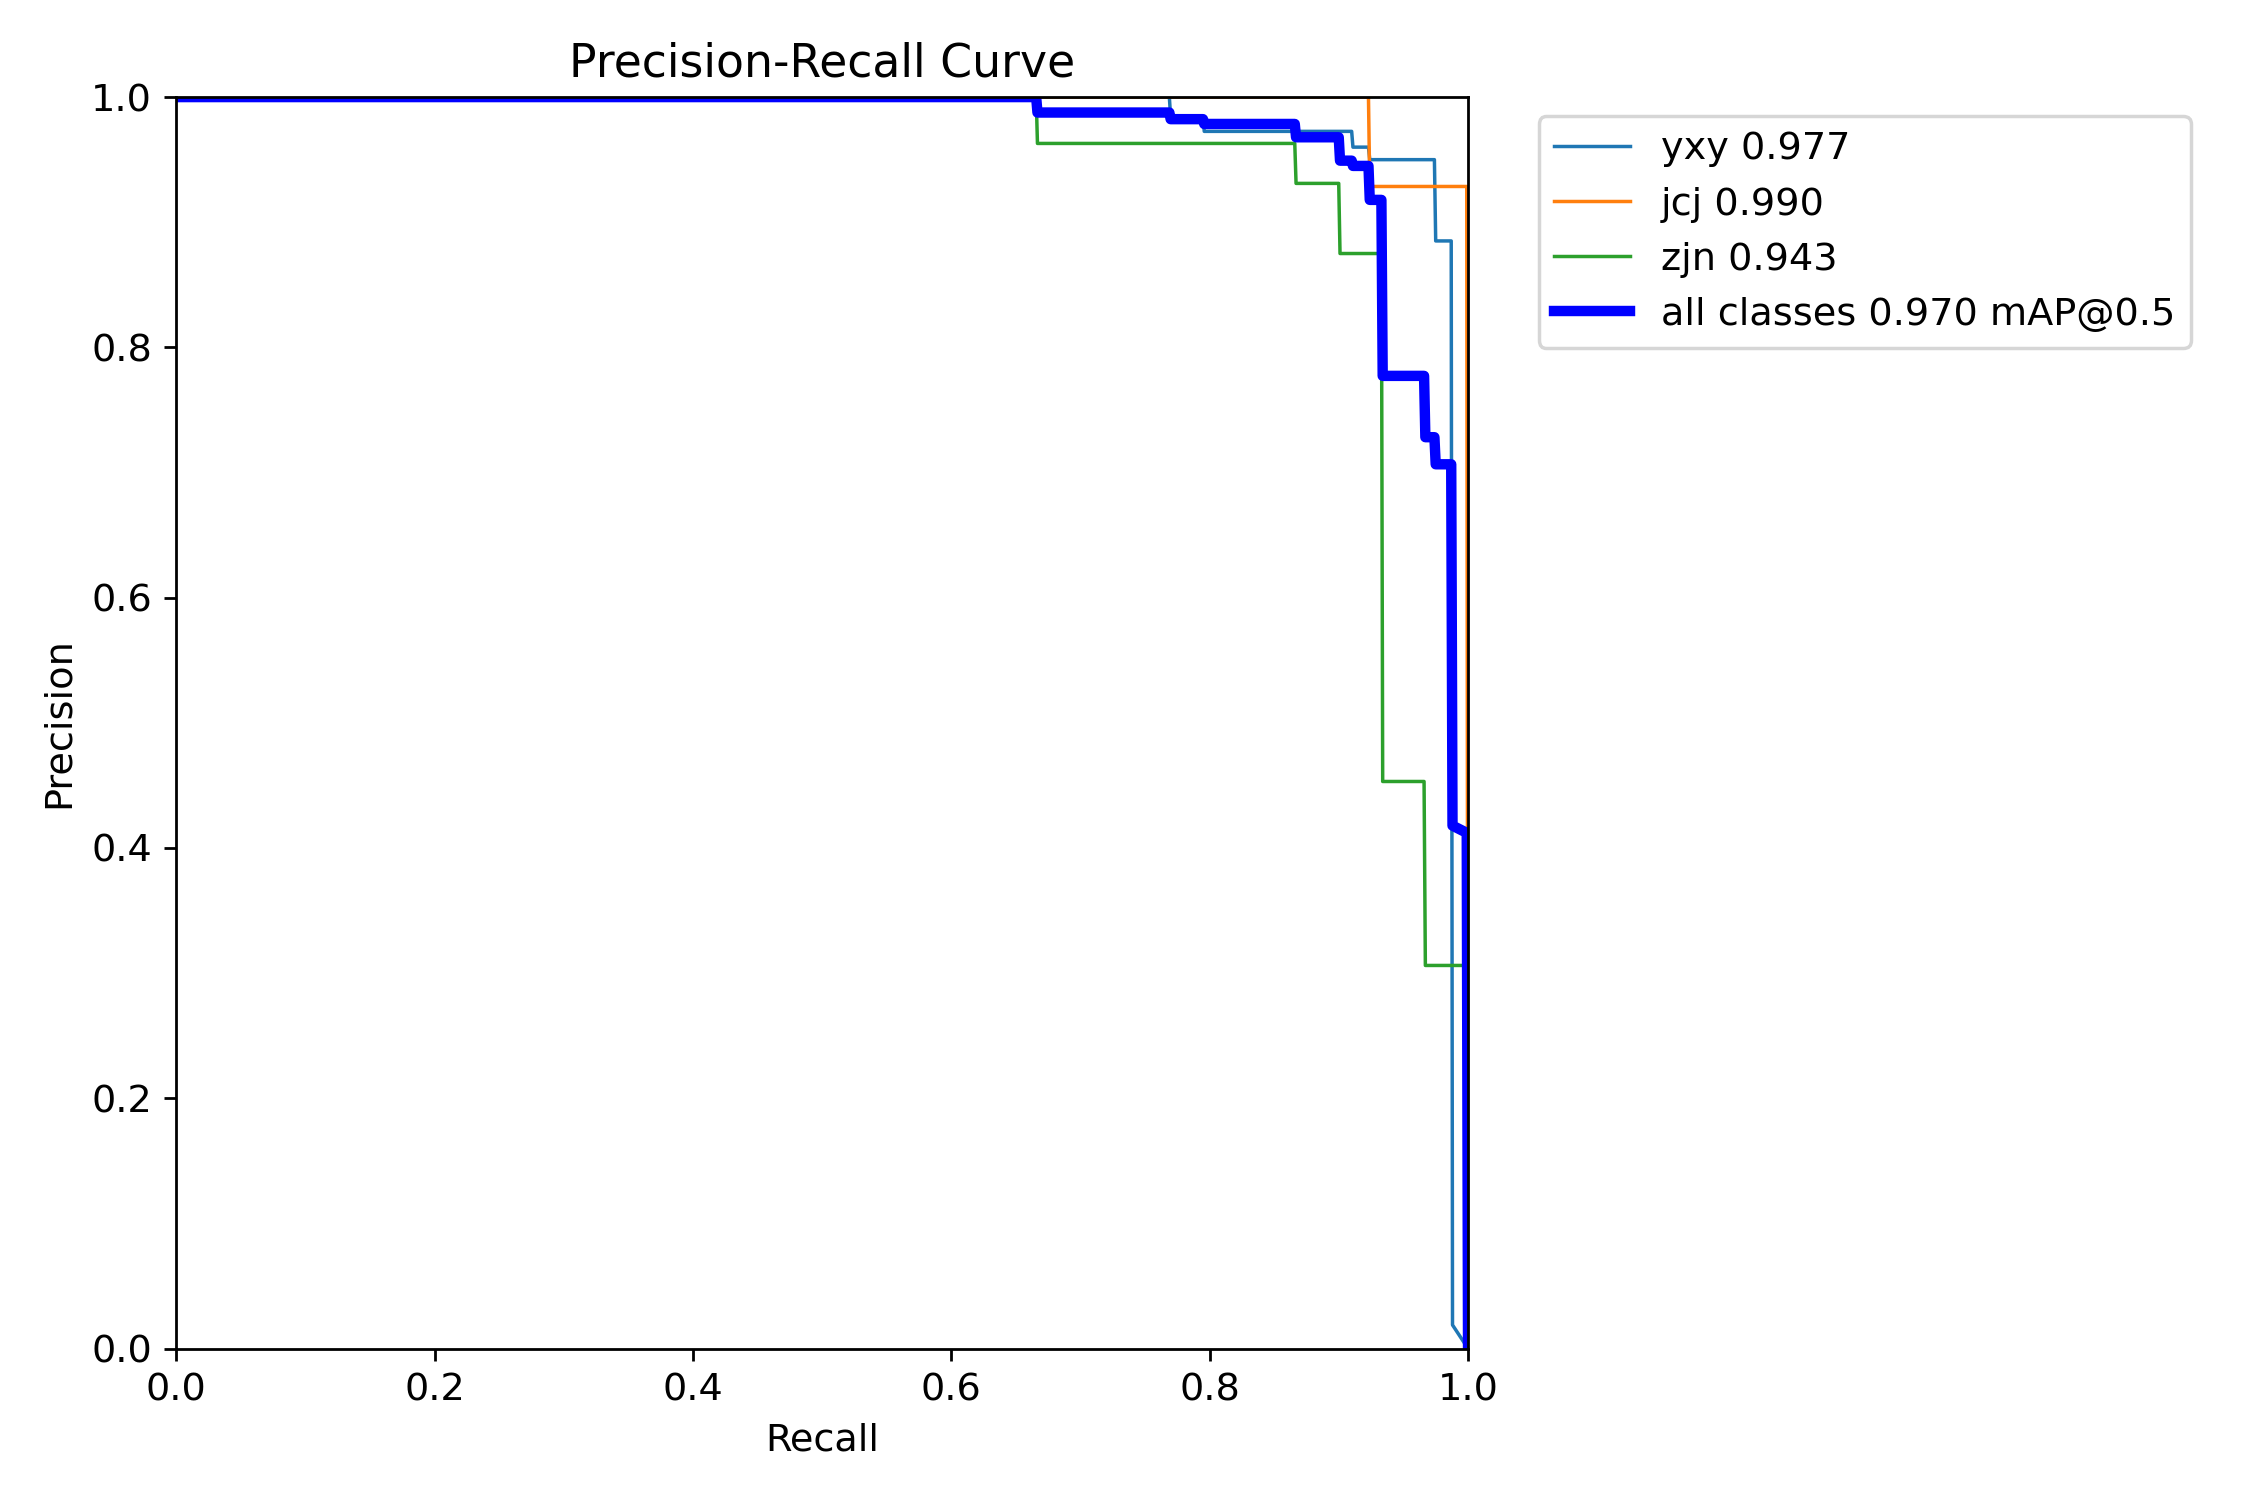 Precision-Recall Curve
1.0
0.8
0.6
0.4
0.2
0.0
Precision
0.0 0.2 0.4 0.6 0.8 1.0
Recall
yxy 0.977
jcj 0.990
zjn 0.943
all classes 0.970 mAP@0.5